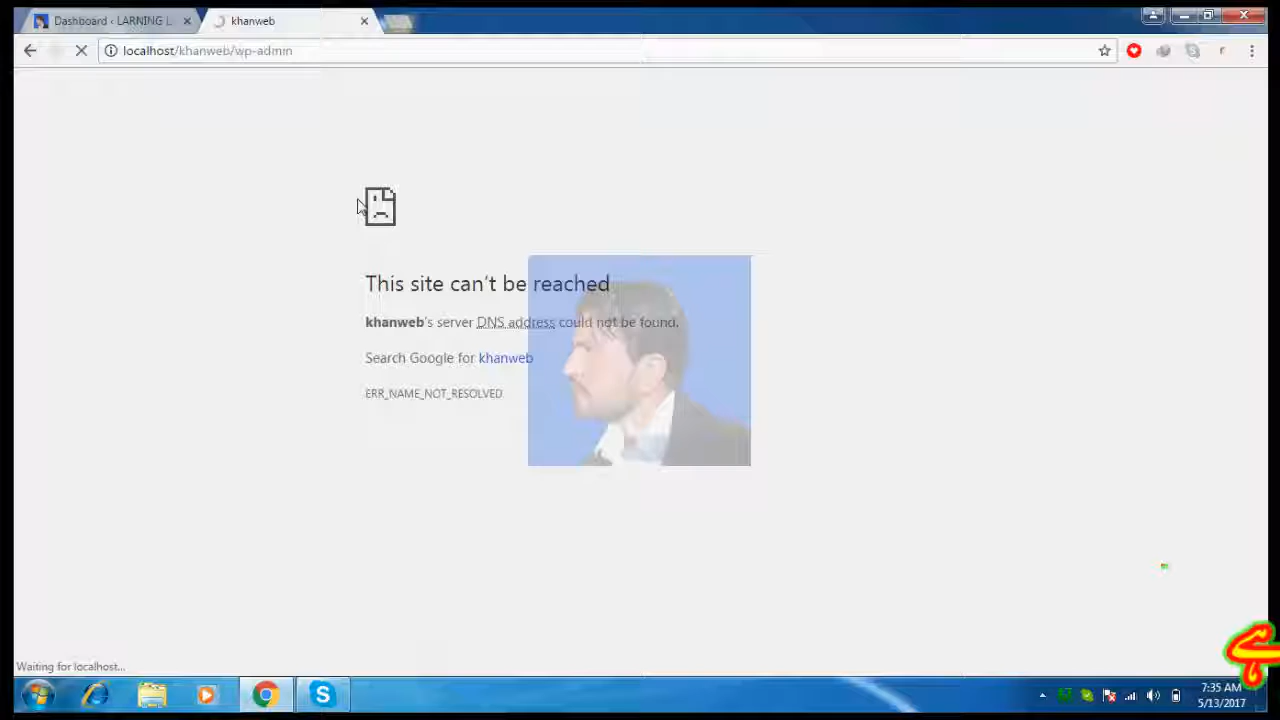 Dashboard ‹ LARNING L
khanweb
localhost/khanweb/wp-admin
This site can't be reached
khanweb's server DNS address could not be found.
Search Google for khanweb
ERR_NAME_NOT_RESOLVED
Waiting for localhost...
7:35 AM
5/13/2017